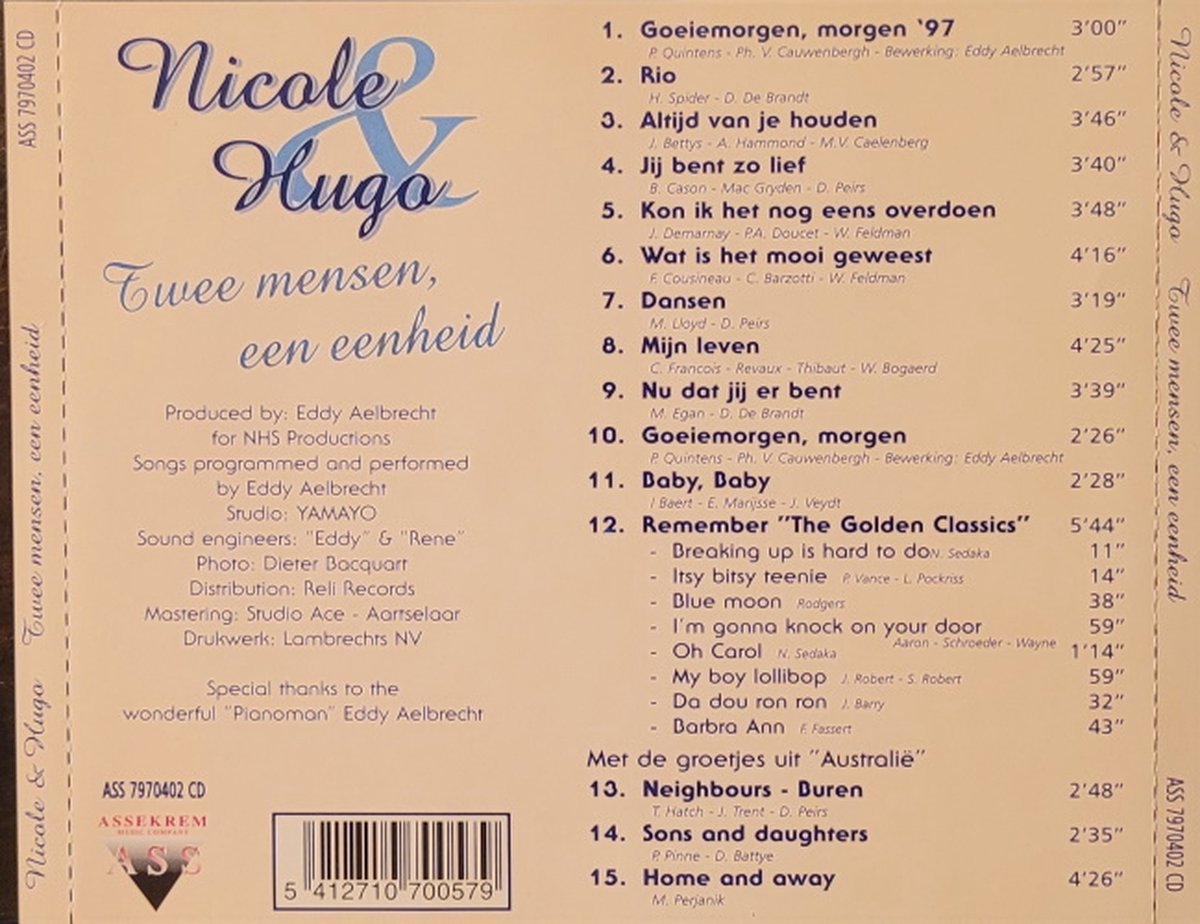 ASS 7970402 CD
Nicole & Hugo Twee mensen, een eenheid
Nicole
&
Hugo
Twee mensen,
een eenheid
Produced by: Eddy Aelbrecht
for NHS Productions
Songs programmed and performed
by Eddy Aelbrecht
Studio: YAMAYO
Sound engineers: "Eddy" & "Rene"
Photo: Dieter Bacquart
Distribution: Reli Records
Mastering: Studio Ace - Aartselaar
Drukwerk: Lambrechts NV
Special thanks to the
wonderful "Pianoman" Eddy Aelbrecht
ASS 7970402 CD
ASSEKREM
MUSIC COMPANY
ASS
5 412710 700579
1. Goeiemorgen, morgen '97 3'00"
P. Quintens - Ph. V. Cauwenbergh - Bewerking: Eddy Aelbrecht
2. Rio 2'57"
H. Spider - D. De Brandt
3. Altijd van je houden 3'46"
J. Bettys - A. Hammond - M.V. Caelenberg
4. Jij bent zo lief 3'40"
B. Cason - Mac Gryden - D. Peirs
5. Kon ik het nog eens overdoen 3'48"
J. Demarnay - P.A. Doucet - W. Feldman
6. Wat is het mooi geweest 4'16"
F. Cousineau - C. Barzotti - W. Feldman
7. Dansen 3'19"
M. Lloyd - D. Peirs
8. Mijn leven 4'25"
C. Francois - Revaux - Thibaut - W. Bogaerd
9. Nu dat jij er bent 3'39"
M. Egan - D. De Brandt
10. Goeiemorgen, morgen 2'26"
P. Quintens - Ph. V. Cauwenbergh - Bewerking: Eddy Aelbrecht
11. Baby, Baby 2'28"
I Baert - E. Marijsse - J. Veydt
12. Remember "The Golden Classics" 5'44"
- Breaking up is hard to do N. Sedaka 11"
- Itsy bitsy teenie P. Vance - L. Pockriss 14"
- Blue moon Rodgers 38"
- I'm gonna knock on your door 59"
Aaron - Schroeder - Wayne
- Oh Carol N. Sedaka 1'14"
- My boy lollibop J. Robert - S. Robert 59"
- Da dou ron ron J. Barry 32"
- Barbra Ann F. Fassert 43"
Met de groetjes uit "Australië"
13. Neighbours - Buren 2'48"
T. Hatch - J. Trent - D. Peirs
14. Sons and daughters 2'35"
P. Pinne - D. Battye
15. Home and away 4'26"
M. Perjanik
Nicole & Hugo Twee mensen, een eenheid
ASS 7970402 CD